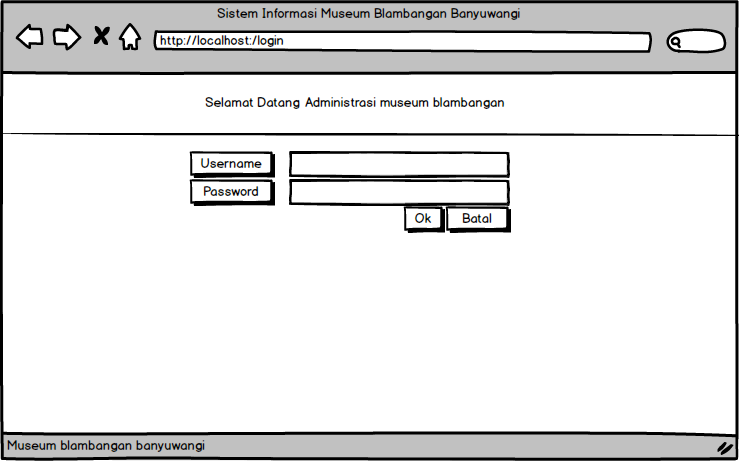 Sistem Informasi Museum Blambangan Banyuwangi
http://localhost:/login
Selamat Datang Administrasi museum blambangan
Username
Password
Ok Batal
Museum blambangan banyuwangi